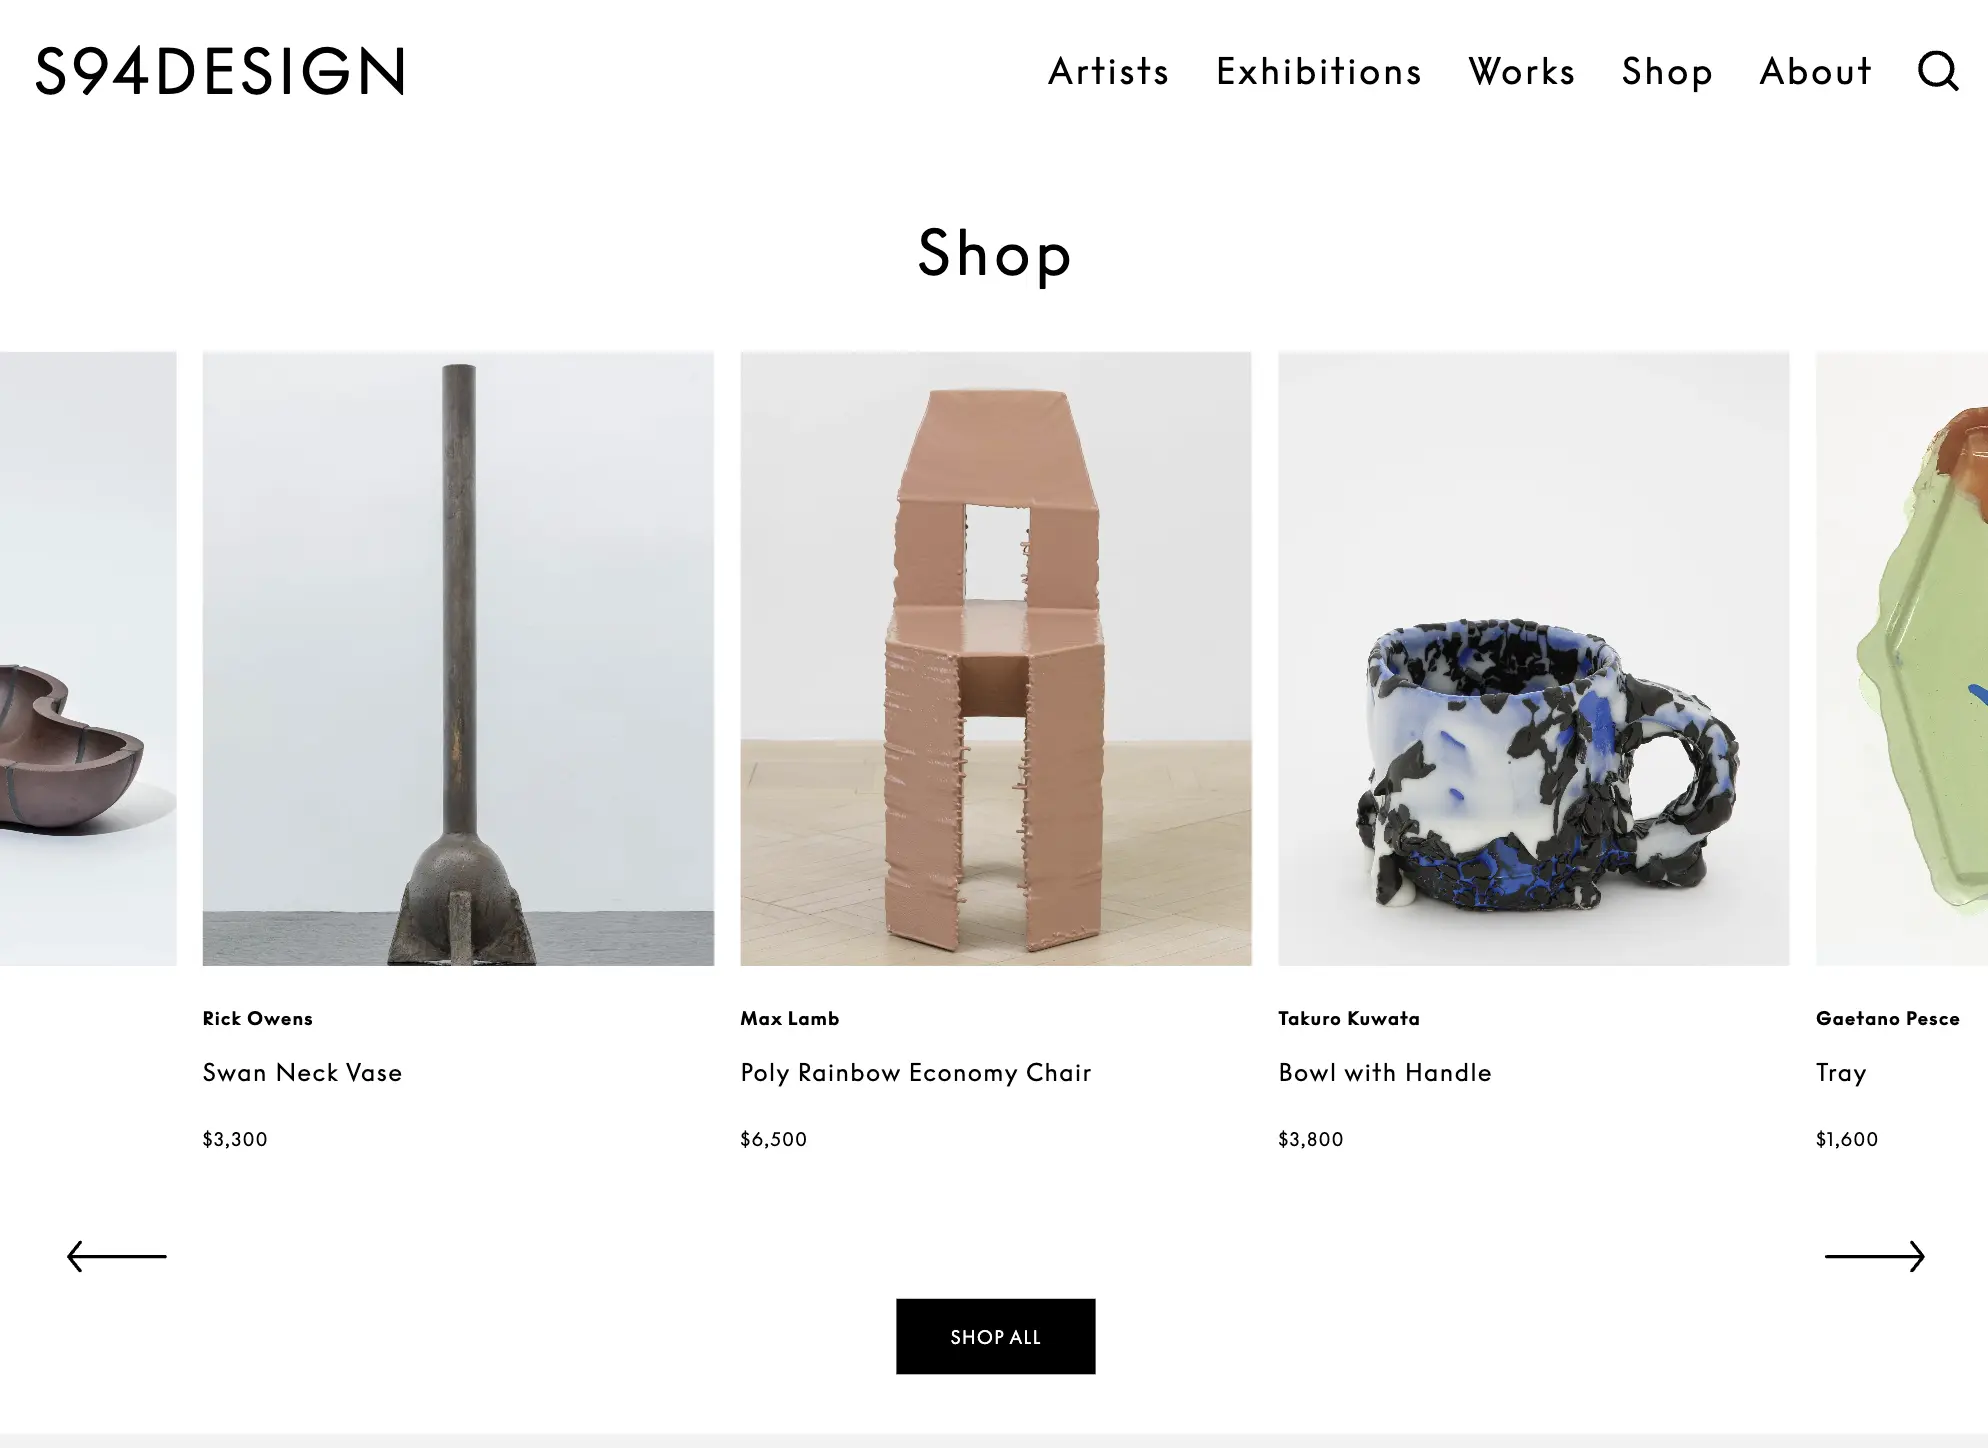 S94DESIGN
Artists Exhibitions Works Shop About
Shop
Rick Owens
Swan Neck Vase
$3,300
Max Lamb
Poly Rainbow Economy Chair
$6,500
Takuro Kuwata
Bowl with Handle
$3,800
Gaetano Pesce
Tray
$1,600
SHOP ALL